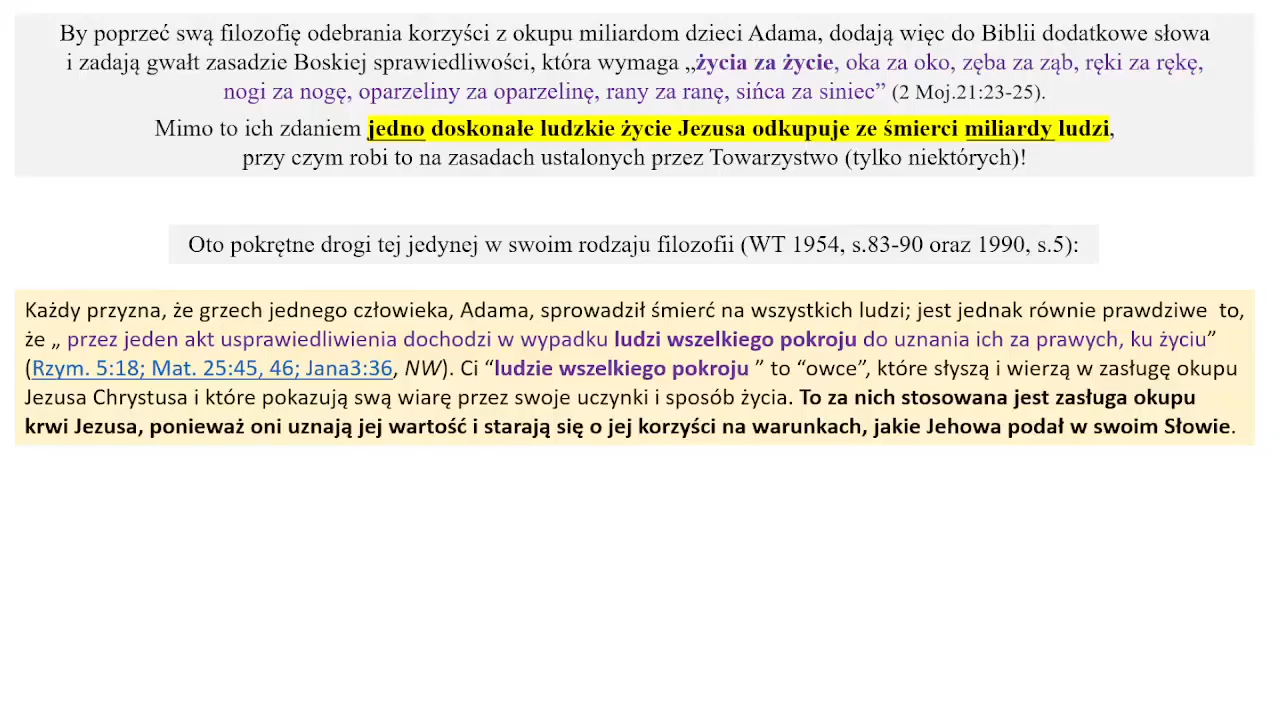 By poprzeć swą filozofię odebrania korzyści z okupu miliardom dzieci Adama, dodają więc do Biblii dodatkowe słowa
i zadają gwałt zasadzie Boskiej sprawiedliwości, która wymaga „życia za życie, oka za oko, zęba za ząb, ręki za rękę,
nogi za nogę, oparzeliny za oparzelinę, rany za ranę, sińca za siniec” (2 Moj.21:23-25).
Mimo to ich zdaniem jedno doskonałe ludzkie życie Jezusa odkupuje ze śmierci miliardy ludzi,
przy czym robi to na zasadach ustalonych przez Towarzystwo (tylko niektórych)!
Oto pokrętne drogi tej jedynej w swoim rodzaju filozofii (WT 1954, s.83-90 oraz 1990, s.5):
Każdy przyzna, że grzech jednego człowieka, Adama, sprowadził śmierć na wszystkich ludzi; jest jednak równie prawdziwe to,
że „ przez jeden akt usprawiedliwienia dochodzi w wypadku ludzi wszelkiego pokroju do uznania ich za prawych, ku życiu”
(Rzym. 5:18; Mat. 25:45, 46; Jana3:36, NW). Ci “ludzie wszelkiego pokroju ” to “owce”, które słyszą i wierzą w zasługę okupu
Jezusa Chrystusa i które pokazują swą wiarę przez swoje uczynki i sposób życia. To za nich stosowana jest zasługa okupu
krwi Jezusa, ponieważ oni uznają jej wartość i starają się o jej korzyści na warunkach, jakie Jehowa podał w swoim Słowie.